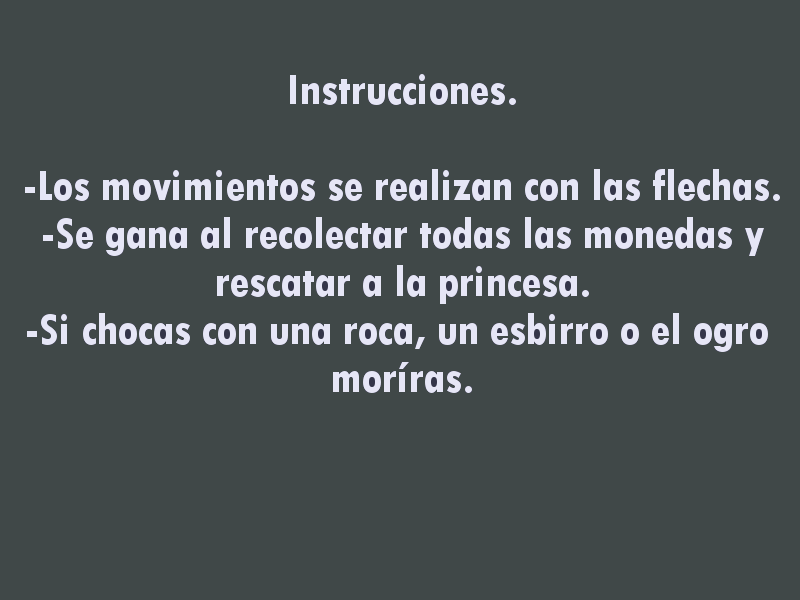 Instrucciones.
-Los movimientos se realizan con las flechas.
-Se gana al recolectar todas las monedas y
rescatar a la princesa.
-Si chocas con una roca, un esbirro o el ogro
moríras.